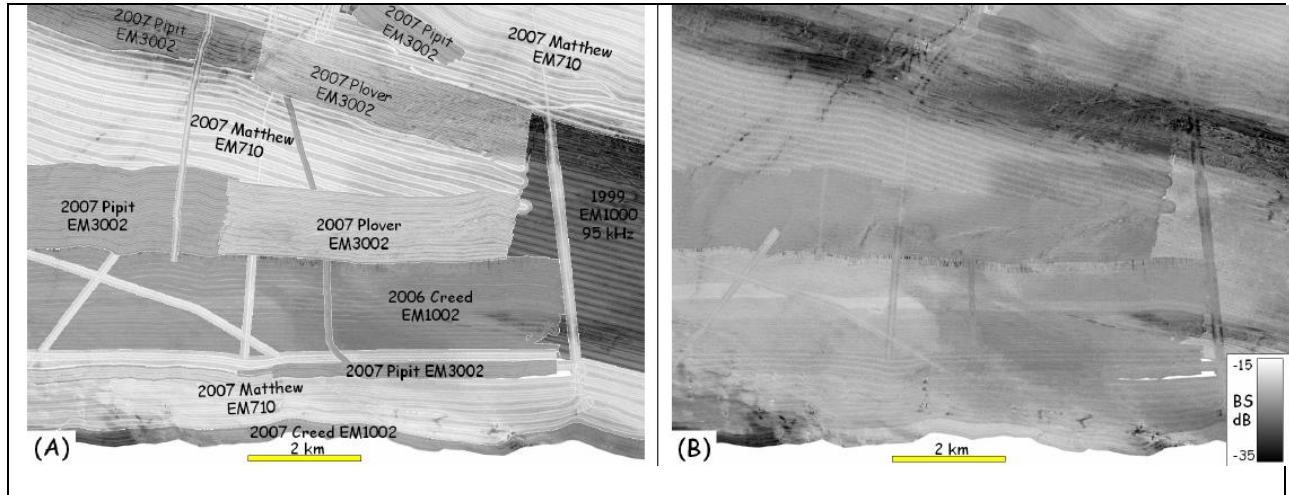 2007 Pipit
EM3002
2007 Pipit
EM3002
2007 Matthew
EM710
2007 Plover
EM3002
2007 Matthew
EM710
1999
EM1000
95 kHz
2007 Pipit
EM3002
2007 Plover
EM3002
2006 Creed
EM1002
2007 Pipit EM3002
2007 Matthew
EM710
2007 Creed EM1002
(A)
2 km
(B)
2 km
-15
BS
dB
-35